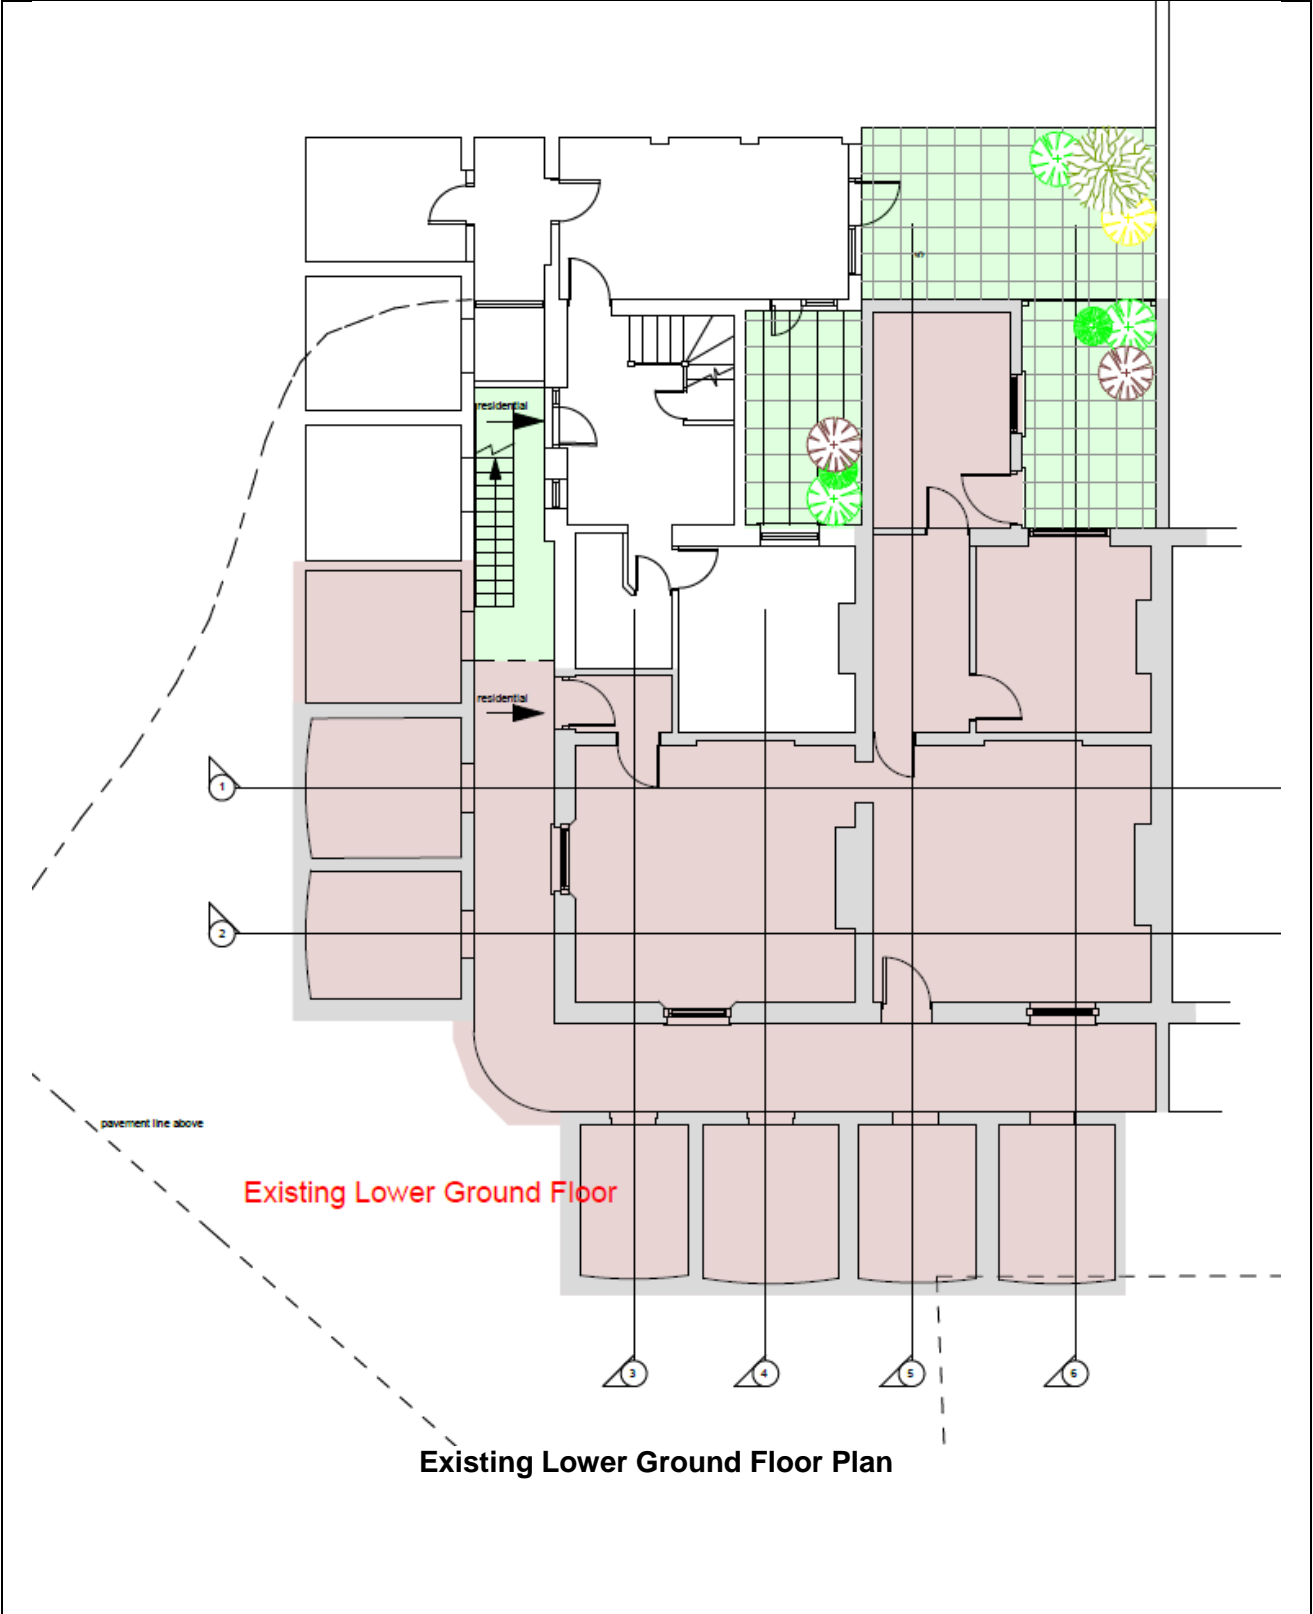 5
residential
residential
1
2
pavement line above
Existing Lower Ground Floor
3
4
5
6
Existing Lower Ground Floor Plan